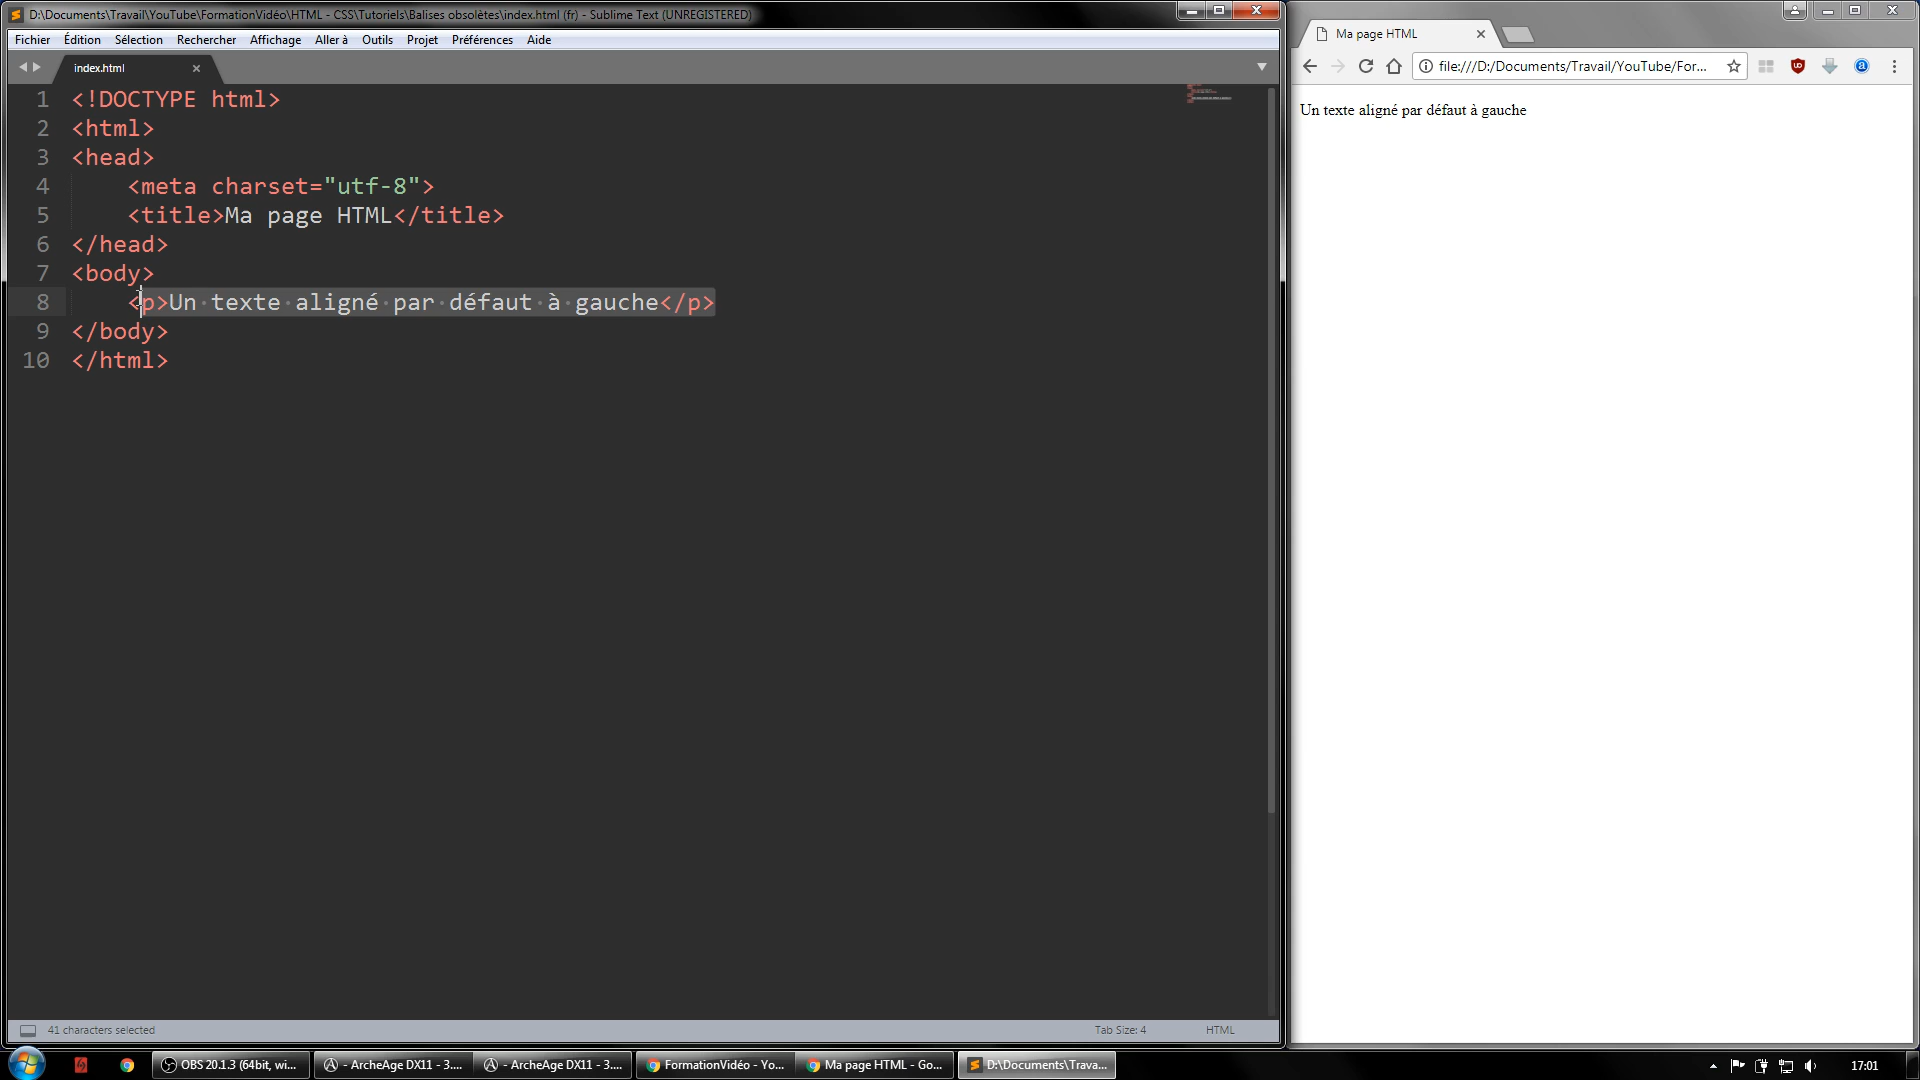 D:\Documents\Travail\YouTube\FormationVidéo\HTML - CSS\Tutoriels\Balises obsolètes\index.html (fr) - Sublime Text (UNREGISTERED)
Fichier Édition Sélection Rechercher Affichage Aller à Outils Projet Préférences Aide
index.html
1 <!DOCTYPE html>
2 <html>
3 <head>
4 <meta charset="utf-8">
5 <title>Ma page HTML</title>
6 </head>
7 <body>
8 <p>Un texte aligné par défaut à gauche</p>
9 </body>
10 </html>
41 characters selected
Tab Size: 4
HTML
Ma page HTML
file:///D:/Documents/Travail/YouTube/For...
Un texte aligné par défaut à gauche
OBS 20.1.3 (64bit, wi...
- ArcheAge DX11 - 3....
- ArcheAge DX11 - 3....
FormationVidéo - Yo...
Ma page HTML - Go...
D:\Documents\Trava...
17:01